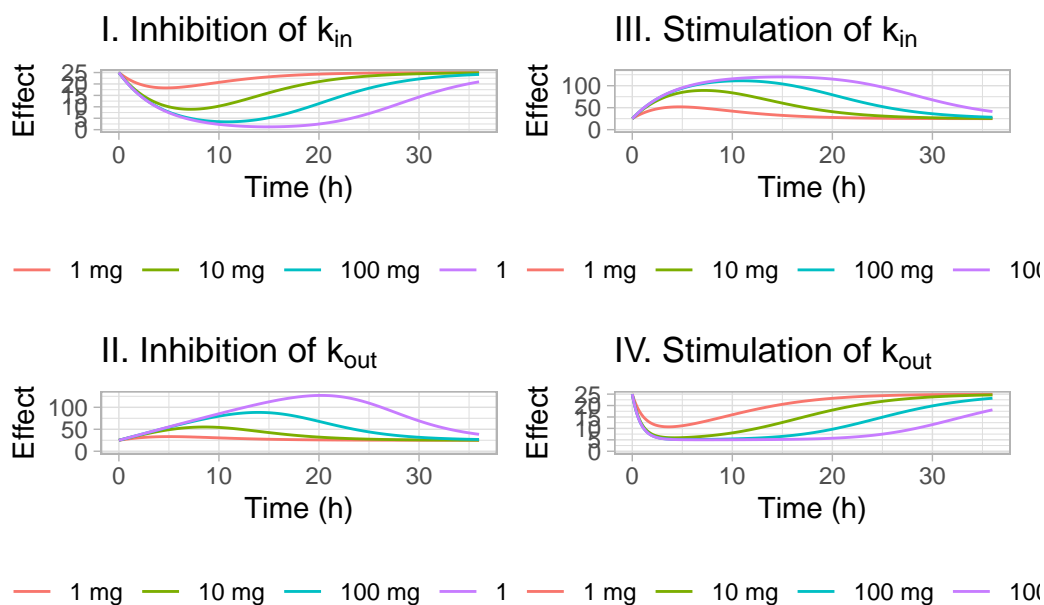 I. Inhibition of k_in
Effect
25
20
15
10
5
0
0 10 20 30
Time (h)
1 mg 10 mg 100 mg 1
III. Stimulation of k_in
Effect
100
50
0
0 10 20 30
Time (h)
1 mg 10 mg 100 mg 100
II. Inhibition of k_out
Effect
100
50
0
0 10 20 30
Time (h)
1 mg 10 mg 100 mg 1
IV. Stimulation of k_out
Effect
25
20
15
10
5
0
0 10 20 30
Time (h)
1 mg 10 mg 100 mg 100